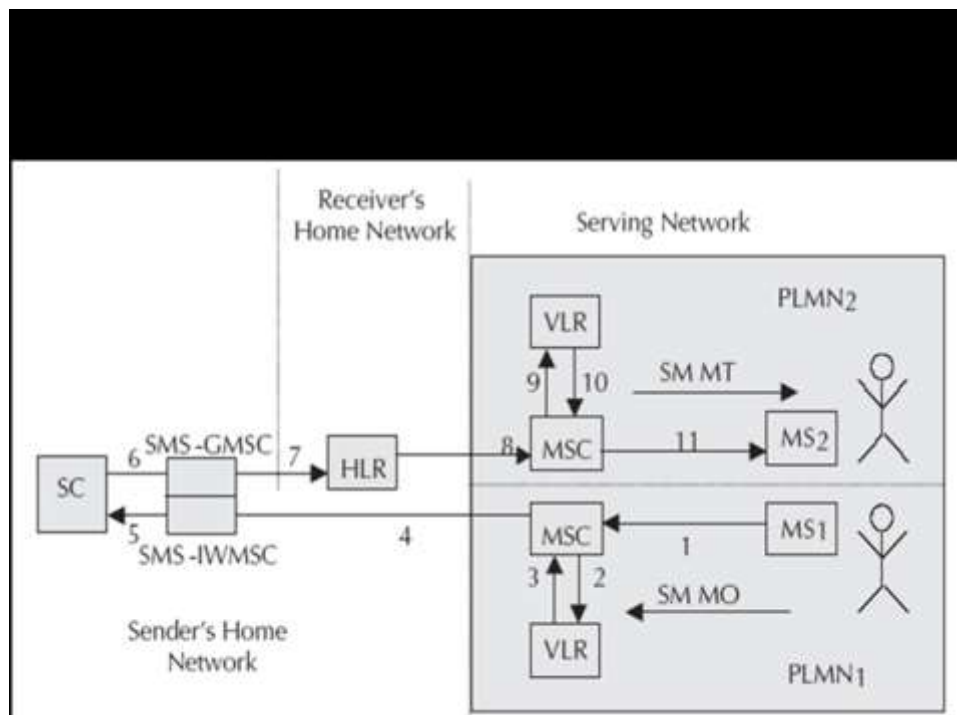 Receiver's
Home Network
Serving Network
PLMN2
VLR
9
10
SM MT
SMS-GMSC
6
7
8
MSC
11
MS2
SC
HLR
5
4
MSC
1
MS1
SMS-IWMSC
3
2
SM MO
Sender's Home
Network
VLR
PLMN1